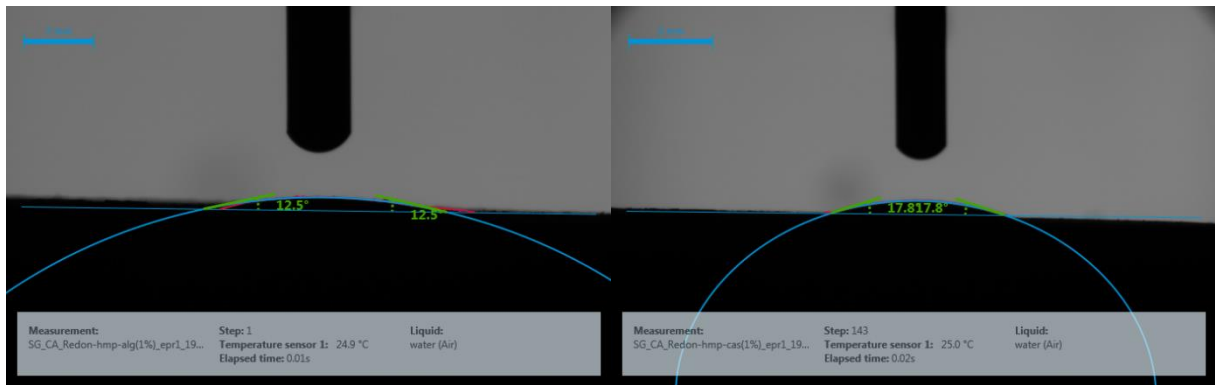 12.5°
12.5°
Measurement:
SG_CA_Redon-hmp-alg(1%)_epr1_19...
Step: 1
Temperature sensor 1: 24.9 °C
Elapsed time: 0.01s
Liquid:
water (Air)
17.8°17.8°
Measurement:
SG_CA_Redon-hmp-cas(1%)_epr1_19...
Step: 143
Temperature sensor 1: 25.0 °C
Elapsed time: 0.02s
Liquid:
water (Air)